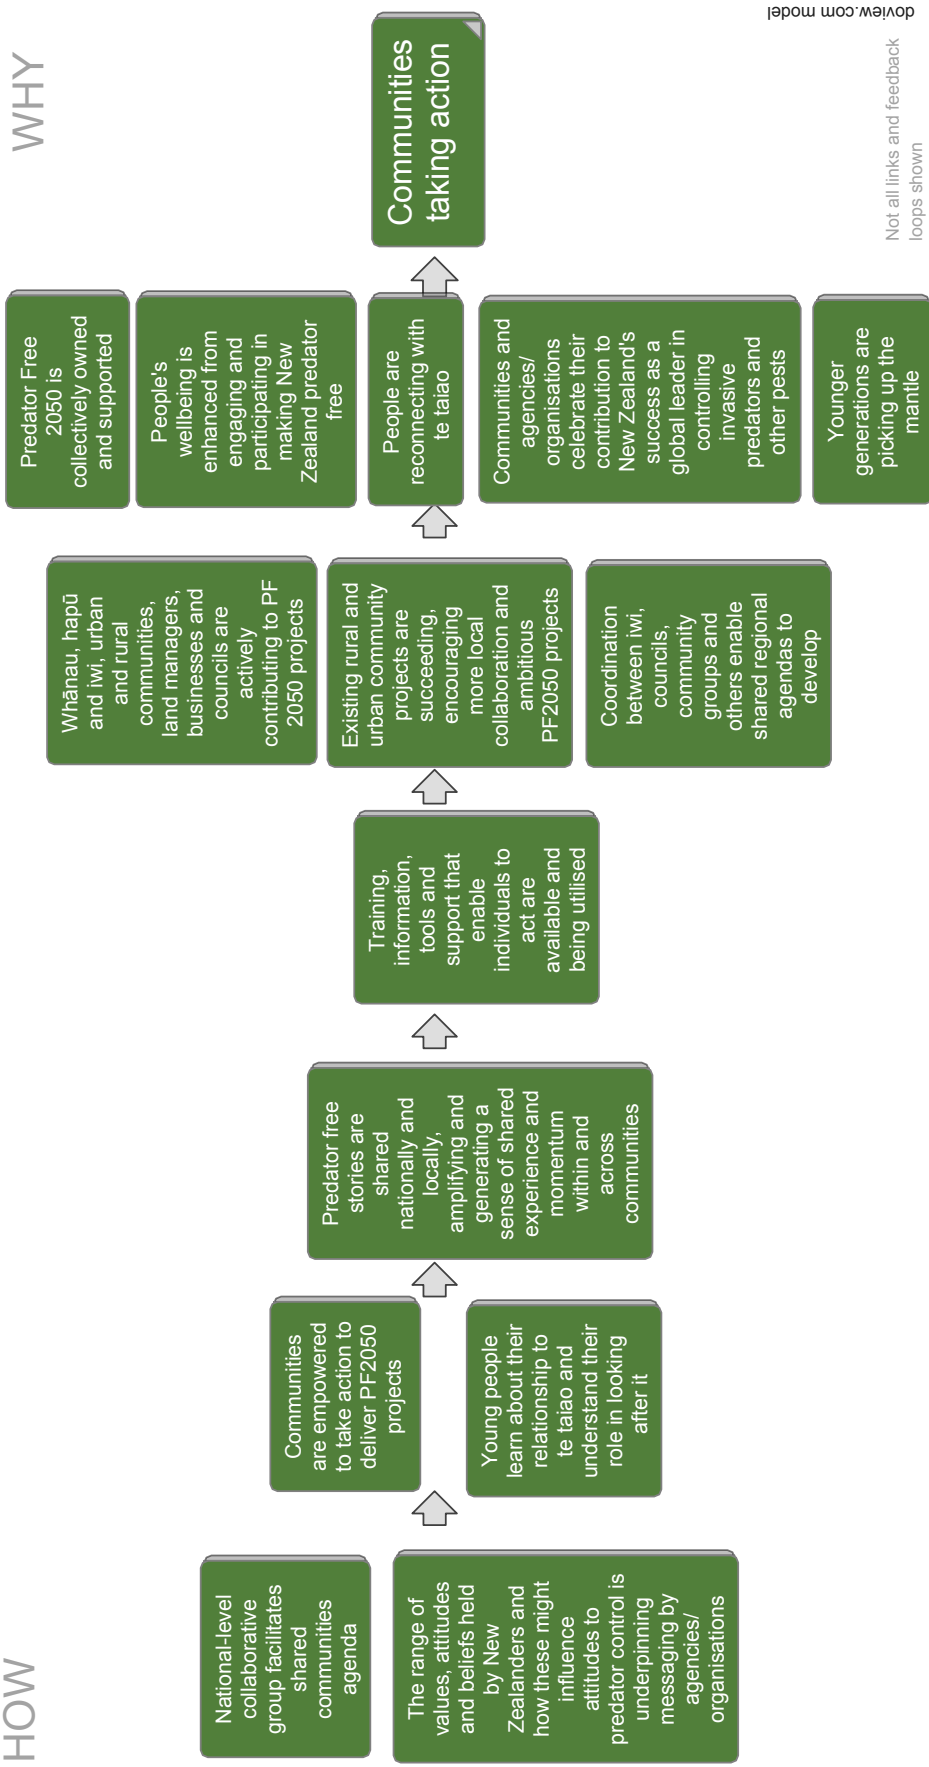 HOW
WHY
National-level
collaborative
group facilitates
shared
communities
agenda
The range of
values, attitudes
and beliefs held
by New
Zealanders and
how these might
influence
attitudes to
predator control is
underpinning
messaging by
agencies/
organisations
Communities
are empowered
to take action to
deliver PF2050
projects
Young people
learn about their
relationship to
te taiao and
understand their
role in looking
after it
Predator free
stories are
shared
nationally and
locally,
amplifying and
generating a
sense of shared
experience and
momentum
within and
across
communities
Training,
information,
tools and
support that
enable
individuals to
act are
available and
being utilised
Whānau, hapū
and iwi, urban
and rural
communities,
land managers,
businesses and
councils are
actively
contributing to PF
2050 projects
Existing rural and
urban community
projects are
succeeding,
encouraging
more local
collaboration and
ambitious
PF2050 projects
Coordination
between iwi,
councils,
community
groups and
others enable
shared regional
agendas to
develop
Predator Free
2050 is
collectively owned
and supported
People's
wellbeing is
enhanced from
engaging and
participating in
making New
Zealand predator
free
People are
reconnecting with
te taiao
Communities and
agencies/
organisations
celebrate their
contribution to
New Zealand's
success as a
global leader in
controlling
invasive
predators and
other pests
Younger
generations are
picking up the
mantle
Communities
taking action
Not all links and feedback
loops shown
doview.com model